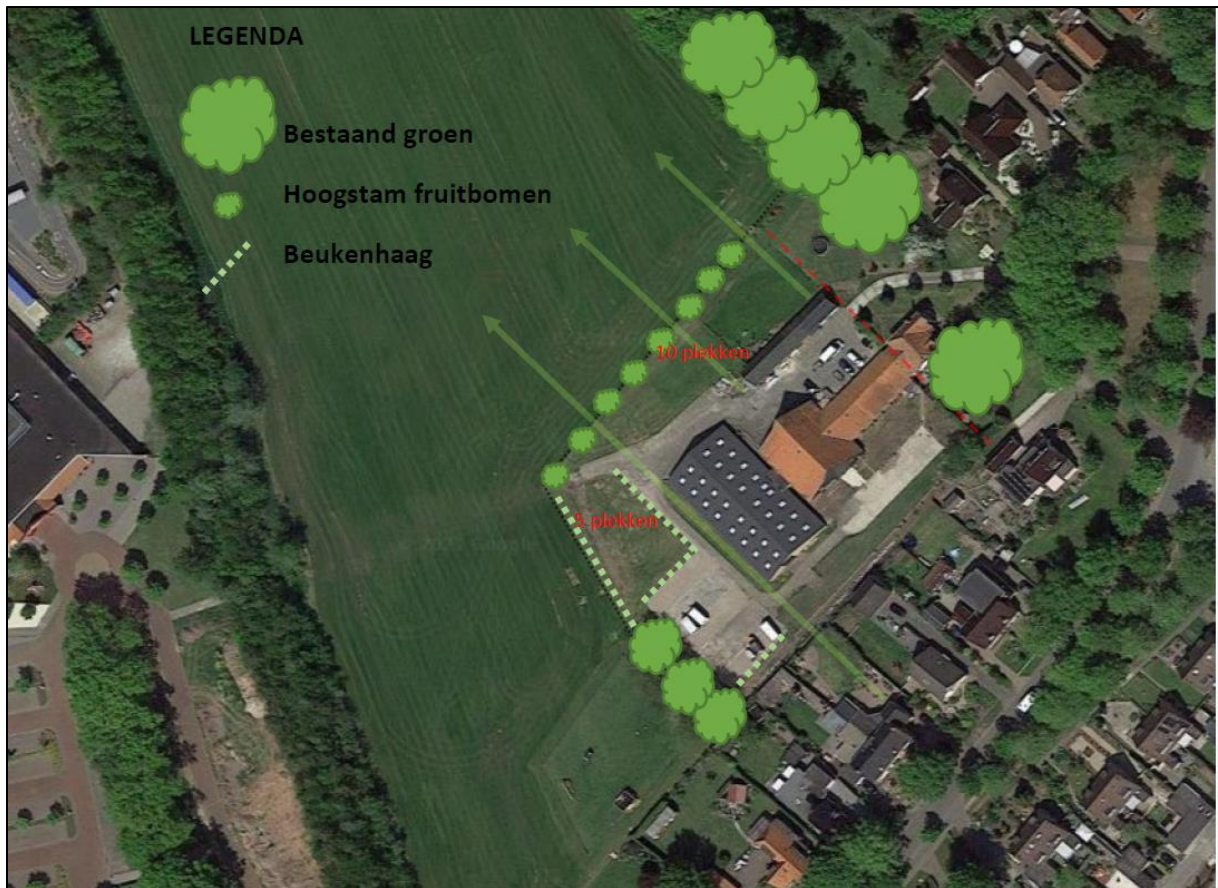 LEGENDA
Bestaand groen
Hoogstam fruitbomen
Beukenhaag
10 plekken
5 plekken